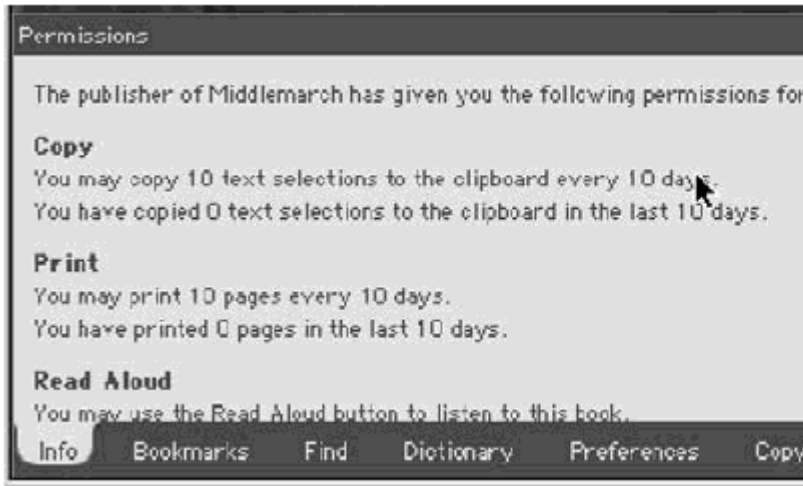 Permissions
The publisher of Middlemarch has given you the following permissions for
Copy
You may copy 10 text selections to the clipboard every 10 days.
You have copied 0 text selections to the clipboard in the last 10 days.
Print
You may print 10 pages every 10 days.
You have printed 0 pages in the last 10 days.
Read Aloud
You may use the Read Aloud button to listen to this book.
Info Bookmarks Find Dictionary Preferences Copy